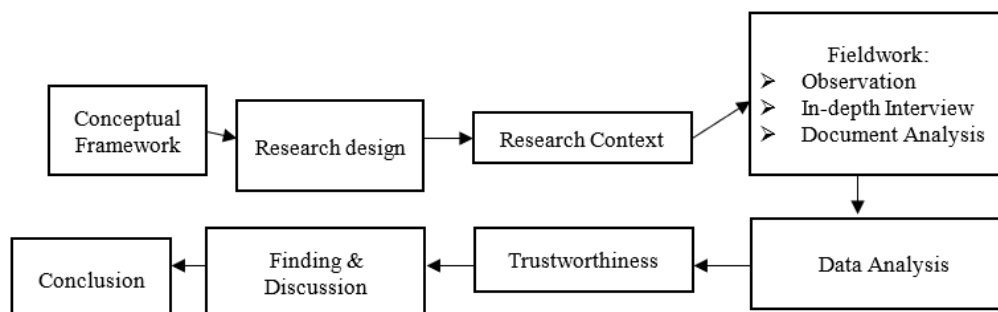 Conceptual
Framework
Research design
Research Context
Fieldwork:
➢ Observation
➢ In-depth Interview
➢ Document Analysis
Data Analysis
Trustworthiness
Finding &
Discussion
Conclusion